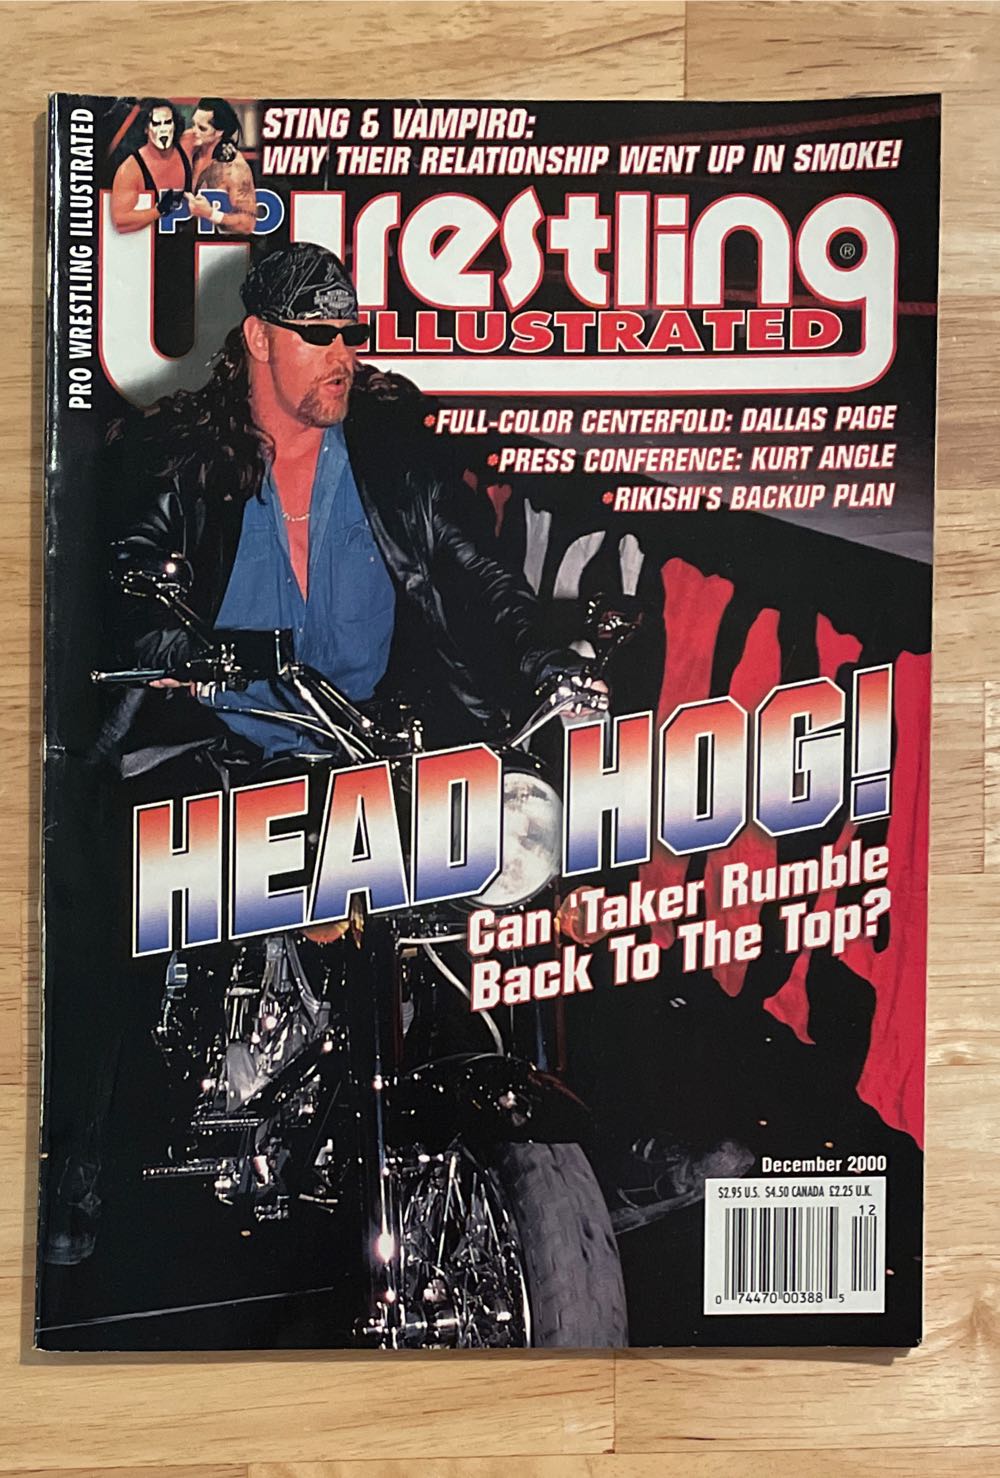 PRO WRESTLING ILLUSTRATED
STING & VAMPIRO:
WHY THEIR RELATIONSHIP WENT UP IN SMOKE!
PRO
Wrestling
®
ILLUSTRATED
*FULL-COLOR CENTERFOLD: DALLAS PAGE
*PRESS CONFERENCE: KURT ANGLE
*RIKISHI'S BACKUP PLAN
HEAD HOG!
Can 'Taker Rumble
Back To The Top?
December 2000
$2.95 U.S. $4.50 CANADA £2.25 U.K.
12
0 74470 00388 5